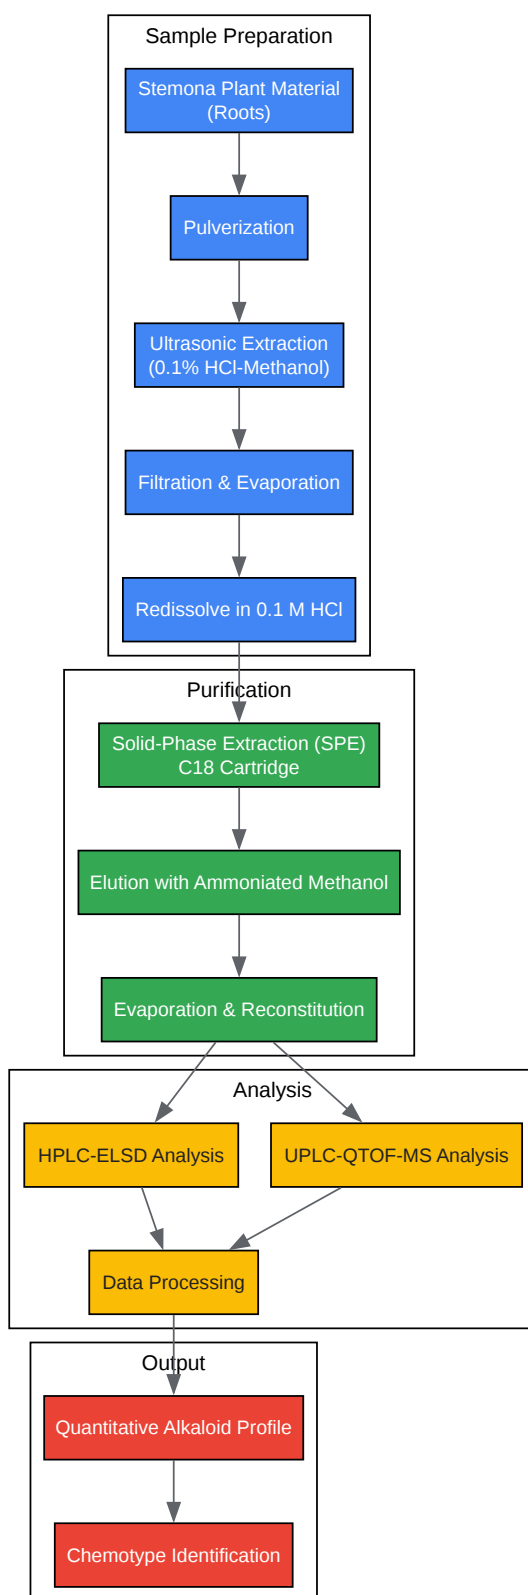 Sample Preparation
Stemona Plant Material
(Roots)
Pulverization
Ultrasonic Extraction
(0.1% HCl-Methanol)
Filtration & Evaporation
Redissolve in 0.1 M HCl
Purification
Solid-Phase Extraction (SPE)
C18 Cartridge
Elution with Ammoniated Methanol
Evaporation & Reconstitution
Analysis
HPLC-ELSD Analysis
UPLC-QTOF-MS Analysis
Data Processing
Output
Quantitative Alkaloid Profile
Chemotype Identification